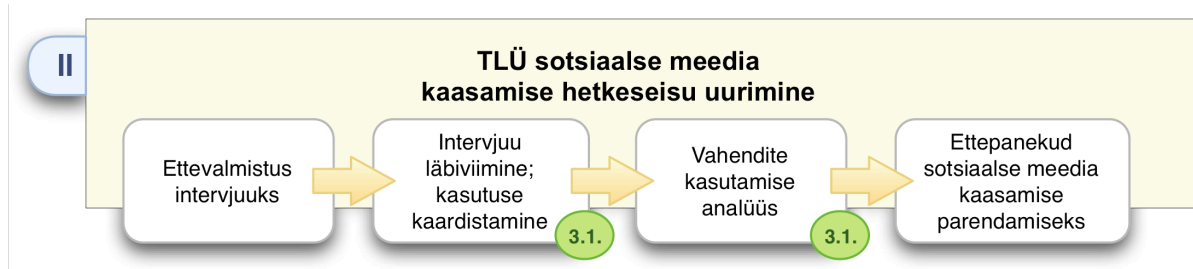 II
TLÜ sotsiaalse meedia
kaasamise hetkeseisu uurimine
Ettevalmistus
intervjuuks
Intervjuu
läbiviimine;
kasutuse
kaardistamine
3.1.
Vahendite
kasutamise
analüüs
3.1.
Ettepanekud
sotsiaalse meedia
kaasamise
parendamiseks